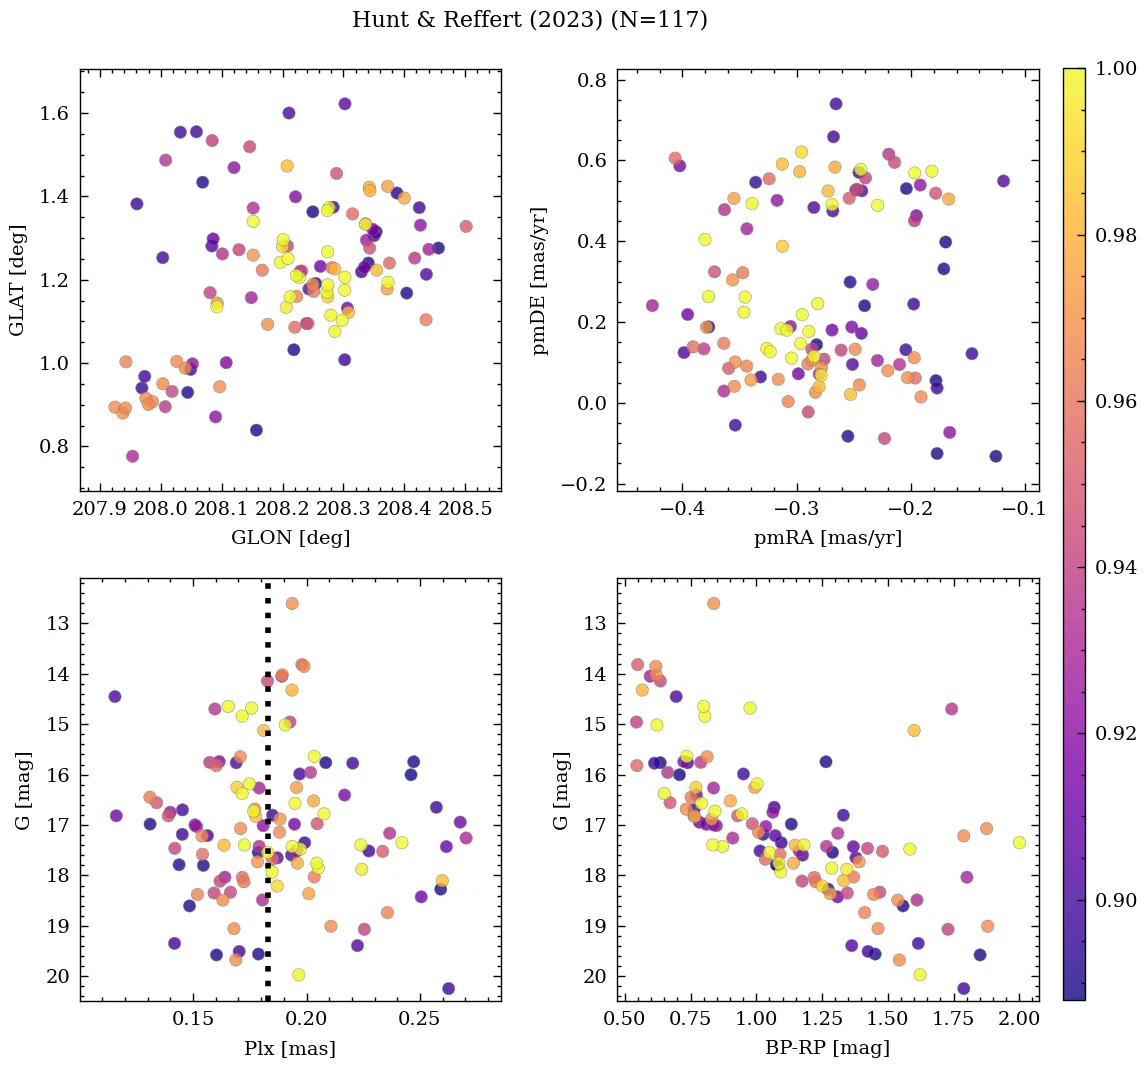 Hunt & Reffert (2023) (N=117)
1.6
1.4
1.2
1.0
0.8
GLAT [deg]
207.9 208.0 208.1 208.2 208.3 208.4 208.5
GLON [deg]
0.8
0.6
0.4
0.2
0.0
−0.2
pmDE [mas/yr]
−0.4 −0.3 −0.2 −0.1
pmRA [mas/yr]
1.00
0.98
0.96
0.94
0.92
0.90
13
14
15
16
17
18
19
20
G [mag]
0.15 0.20 0.25
Plx [mas]
13
14
15
16
17
18
19
20
G [mag]
0.50 0.75 1.00 1.25 1.50 1.75 2.00
BP-RP [mag]